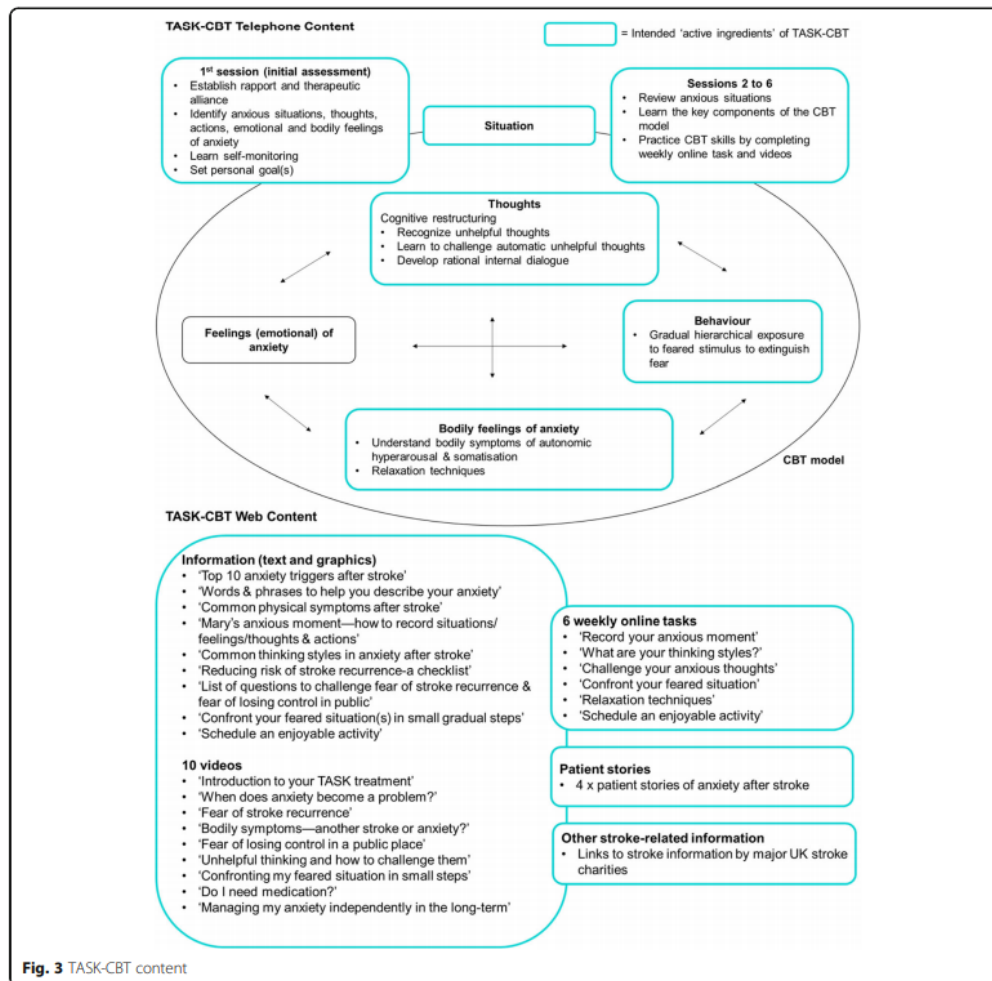 TASK-CBT Telephone Content
= Intended 'active ingredients' of TASK-CBT
1st session (initial assessment)
• Establish rapport and therapeutic
alliance
• Identify anxious situations, thoughts,
actions, emotional and bodily feelings
of anxiety
• Learn self-monitoring
• Set personal goal(s)
Situation
Sessions 2 to 6
• Review anxious situations
• Learn the key components of the CBT
model
• Practice CBT skills by completing
weekly online task and videos
Thoughts
Cognitive restructuring
• Recognize unhelpful thoughts
• Learn to challenge automatic unhelpful thoughts
• Develop rational internal dialogue
Feelings (emotional) of
anxiety
Behaviour
• Gradual hierarchical exposure
to feared stimulus to extinguish
fear
Bodily feelings of anxiety
• Understand bodily symptoms of autonomic
hyperarousal & somatisation
• Relaxation techniques
CBT model
TASK-CBT Web Content
Information (text and graphics)
• 'Top 10 anxiety triggers after stroke'
• 'Words & phrases to help you describe your anxiety'
• 'Common physical symptoms after stroke'
• 'Mary's anxious moment—how to record situations/
feelings/thoughts & actions'
• 'Common thinking styles in anxiety after stroke'
• 'Reducing risk of stroke recurrence-a checklist'
• 'List of questions to challenge fear of stroke recurrence &
fear of losing control in public'
• 'Confront your feared situation(s) in small gradual steps'
• 'Schedule an enjoyable activity'
10 videos
• 'Introduction to your TASK treatment'
• 'When does anxiety become a problem?'
• 'Fear of stroke recurrence'
• 'Bodily symptoms—another stroke or anxiety?'
• 'Fear of losing control in a public place'
• 'Unhelpful thinking and how to challenge them'
• 'Confronting my feared situation in small steps'
• 'Do I need medication?'
• 'Managing my anxiety independently in the long-term'
6 weekly online tasks
• 'Record your anxious moment'
• 'What are your thinking styles?'
• 'Challenge your anxious thoughts'
• 'Confront your feared situation'
• 'Relaxation techniques'
• 'Schedule an enjoyable activity'
Patient stories
• 4 x patient stories of anxiety after stroke
Other stroke-related information
• Links to stroke information by major UK stroke
charities
Fig. 3 TASK-CBT content